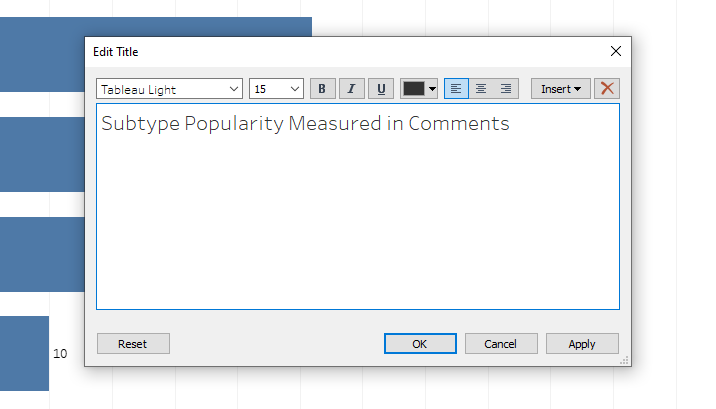 Edit Title
Tableau Light 15 B I U Insert
Subtype Popularity Measured in Comments
10
Reset OK Cancel Apply